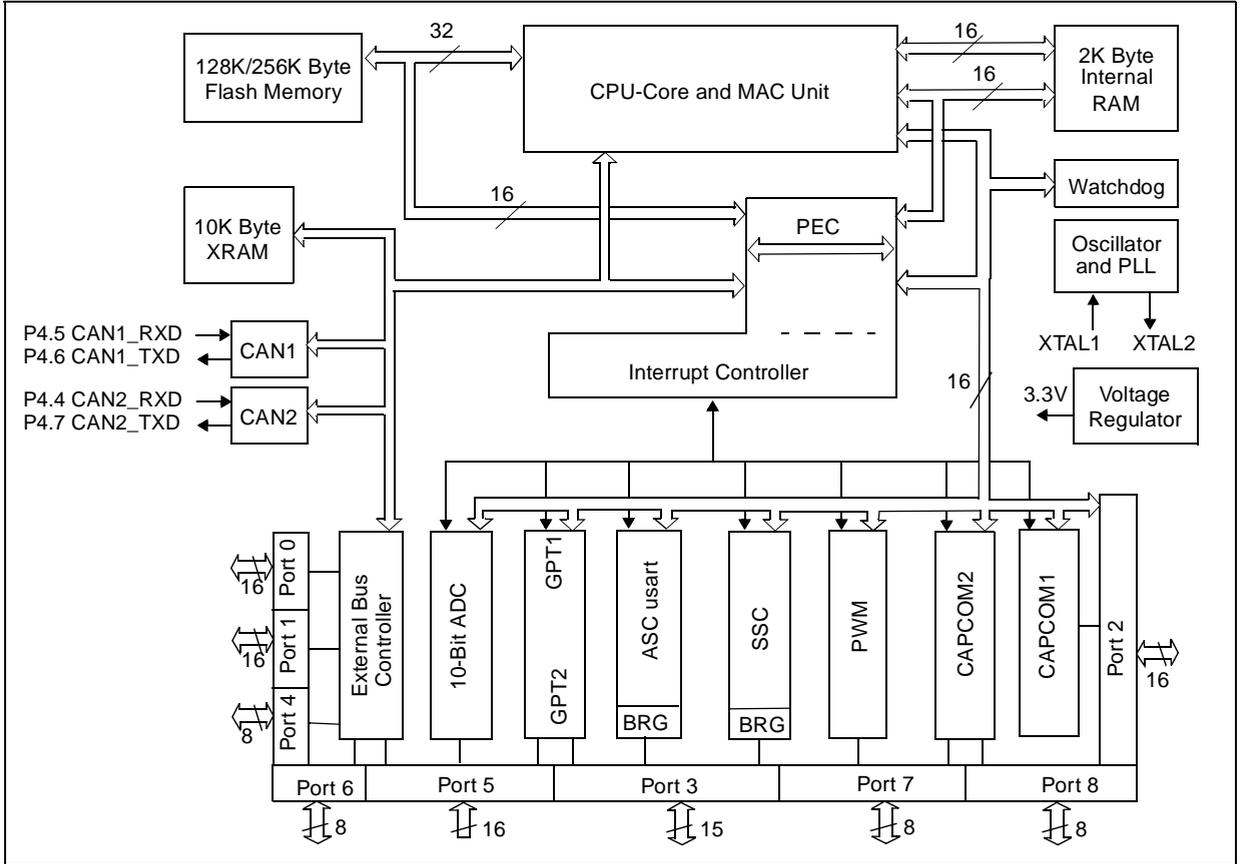 32
16
128K/256K Byte
Flash Memory
CPU-Core and MAC Unit
2K Byte
Internal
RAM
16
16
Watchdog
10K Byte
XRAM
PEC
Oscillator
and PLL
P4.5 CAN1_RXD
P4.6 CAN1_TXD
CAN1
XTAL1
XTAL2
Interrupt Controller
16
P4.4 CAN2_RXD
P4.7 CAN2_TXD
CAN2
3.3V
Voltage
Regulator
Port 0
16
Port 1
16
Port 4
8
External Bus
Controller
10-Bit ADC
GPT1
GPT2
ASC usart
BRG
SSC
BRG
PWM
CAPCOM2
CAPCOM1
Port 2
16
Port 6
Port 5
Port 3
Port 7
Port 8
8
16
15
8
8